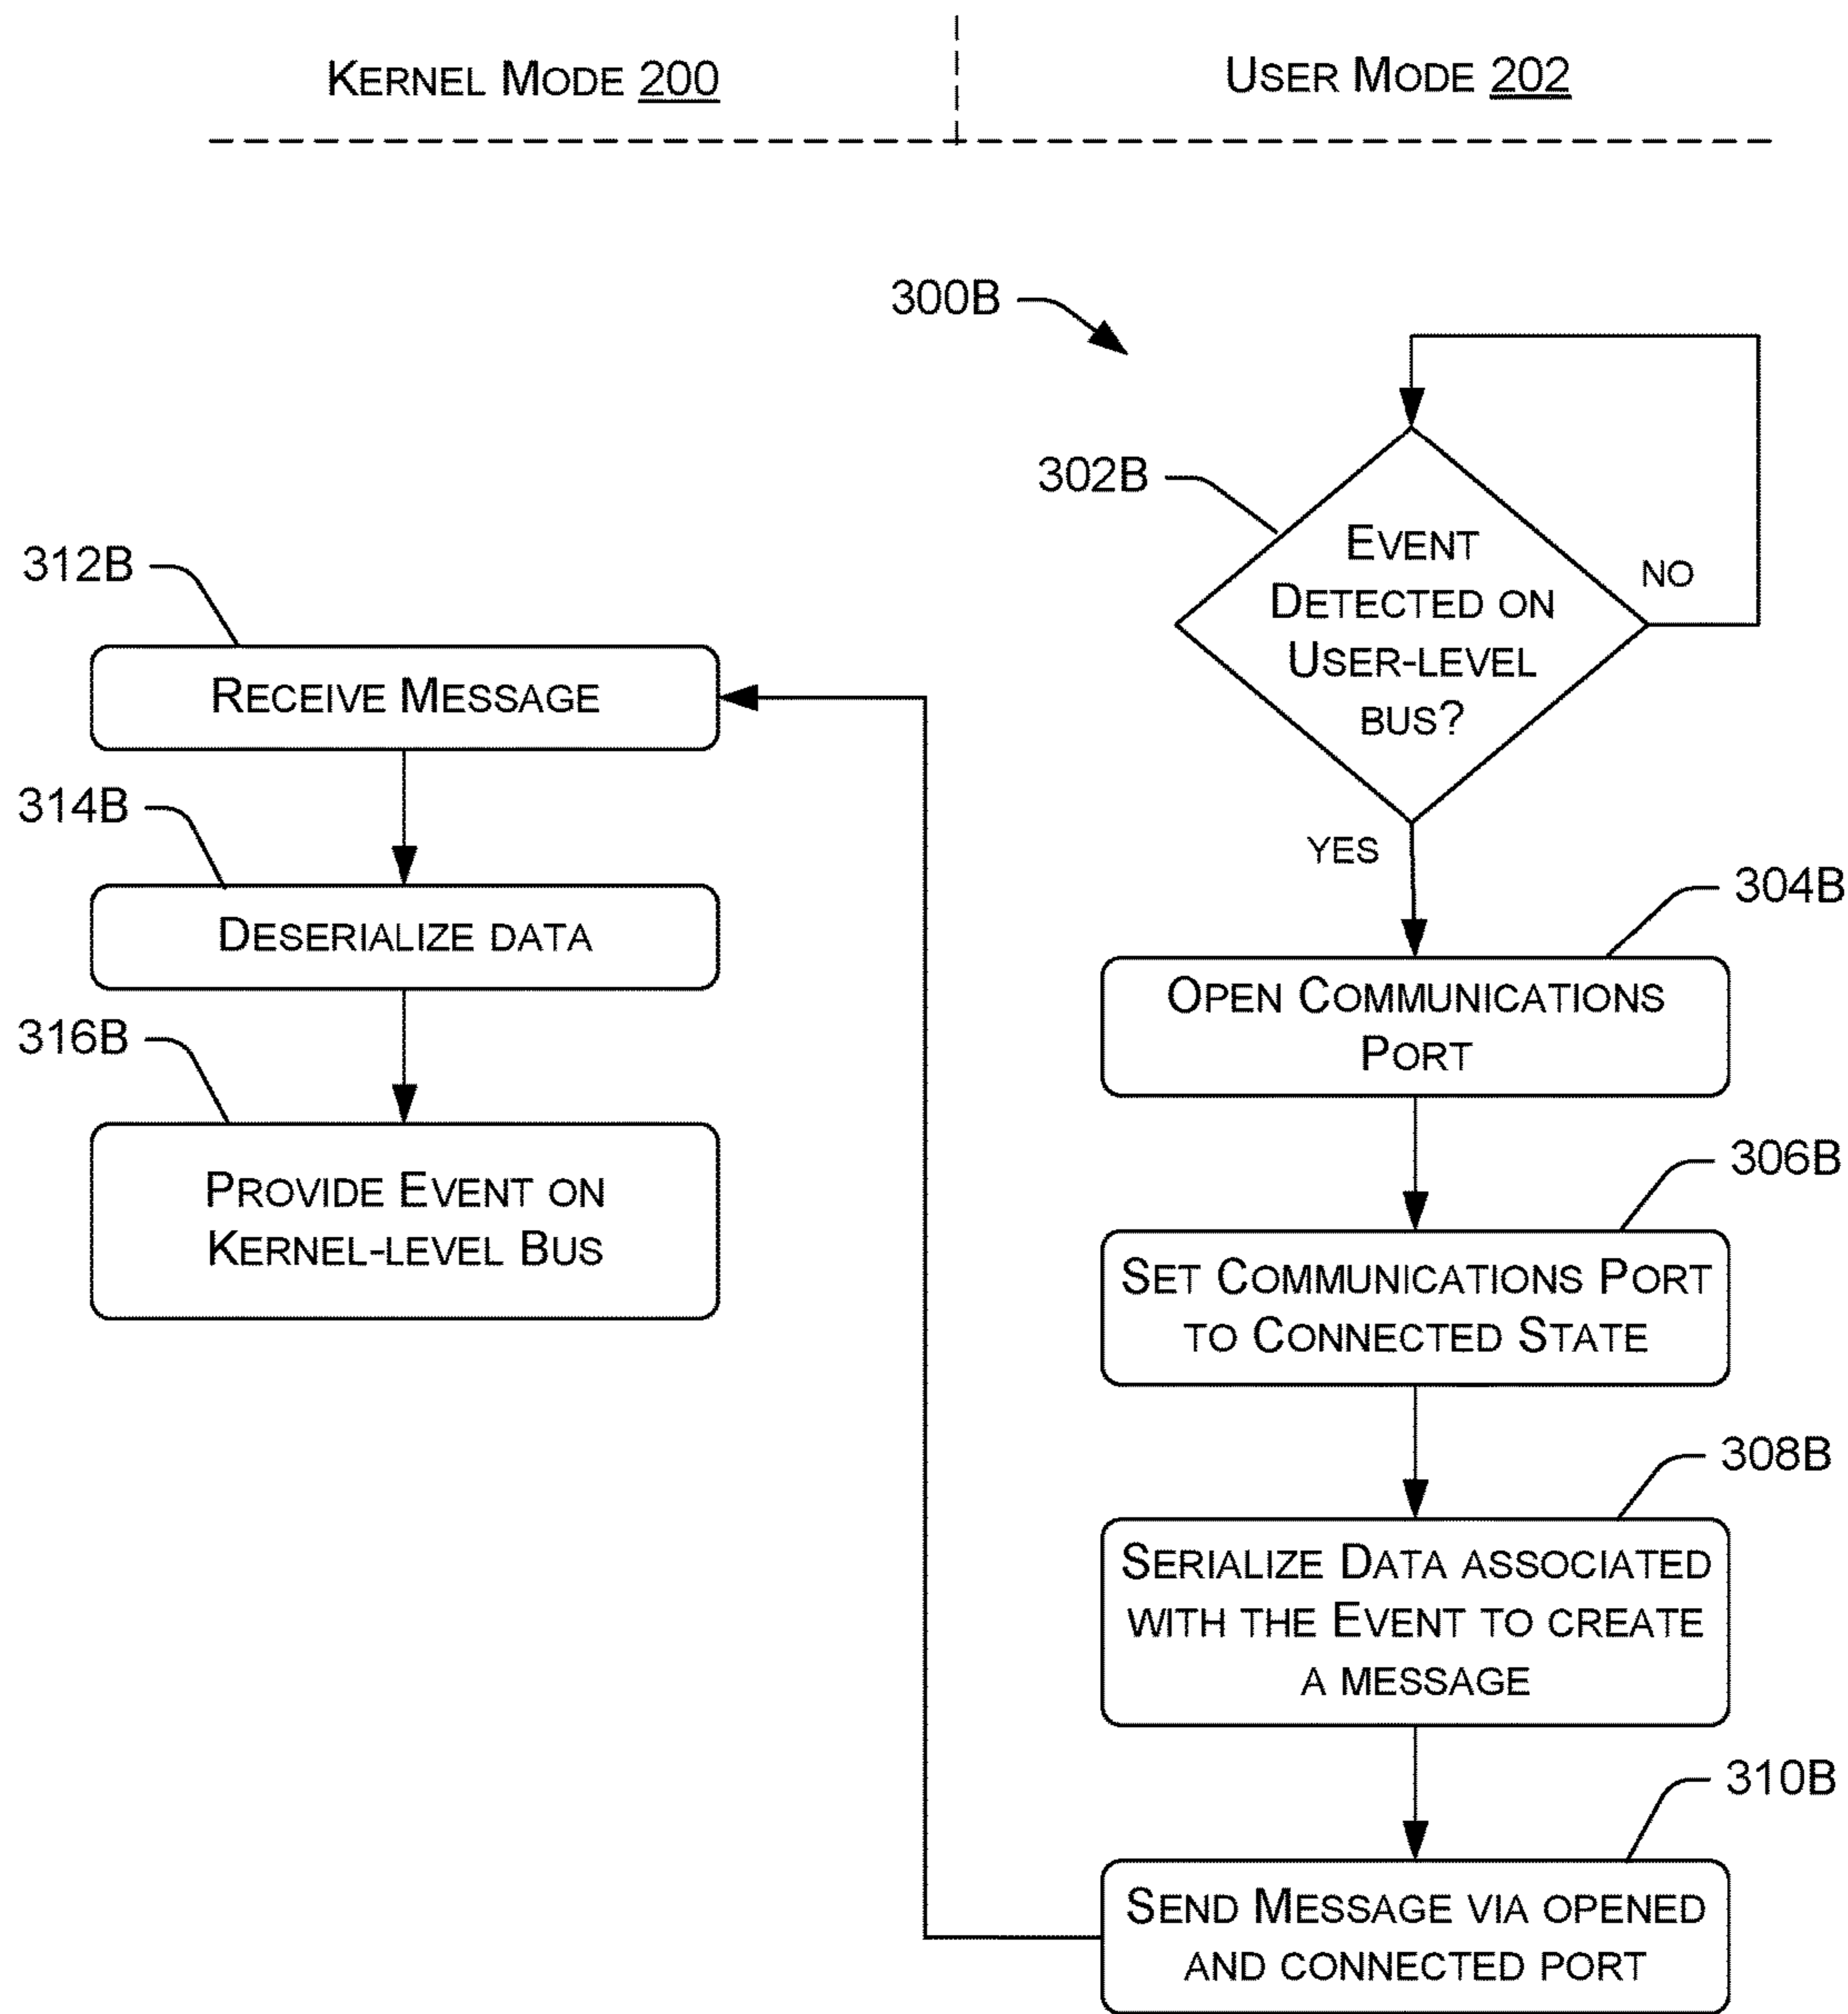 KERNEL MODE 200
USER MODE 202
300B
302B
EVENT
DETECTED ON
USER-LEVEL
BUS?
NO
YES
304B
OPEN COMMUNICATIONS
PORT
306B
SET COMMUNICATIONS PORT
TO CONNECTED STATE
308B
SERIALIZE DATA ASSOCIATED
WITH THE EVENT TO CREATE
A MESSAGE
310B
SEND MESSAGE VIA OPENED
AND CONNECTED PORT
312B
RECEIVE MESSAGE
314B
DESERIALIZE DATA
316B
PROVIDE EVENT ON
KERNEL-LEVEL BUS